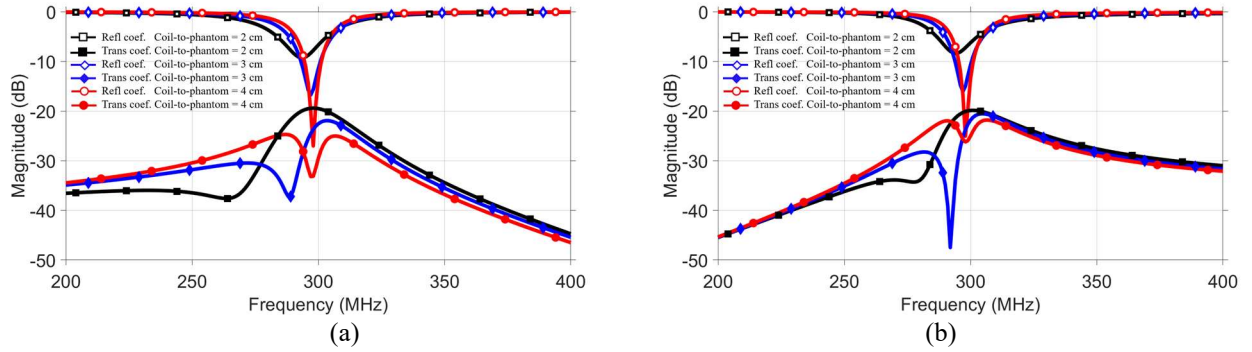 0
-10
-20
-30
-40
-50
Magnitude (dB)
Refl coef. Coil-to-phantom = 2 cm
Trans coef. Coil-to-phantom = 2 cm
Refl coef. Coil-to-phantom = 3 cm
Trans coef. Coil-to-phantom = 3 cm
Refl coef. Coil-to-phantom = 4 cm
Trans coef. Coil-to-phantom = 4 cm
200 250 300 350 400
Frequency (MHz)
(a)
0
-10
-20
-30
-40
-50
Magnitude (dB)
Refl coef. Coil-to-phantom = 2 cm
Trans coef. Coil-to-phantom = 2 cm
Refl coef. Coil-to-phantom = 3 cm
Trans coef. Coil-to-phantom = 3 cm
Refl coef. Coil-to-phantom = 4 cm
Trans coef. Coil-to-phantom = 4 cm
200 250 300 350 400
Frequency (MHz)
(b)